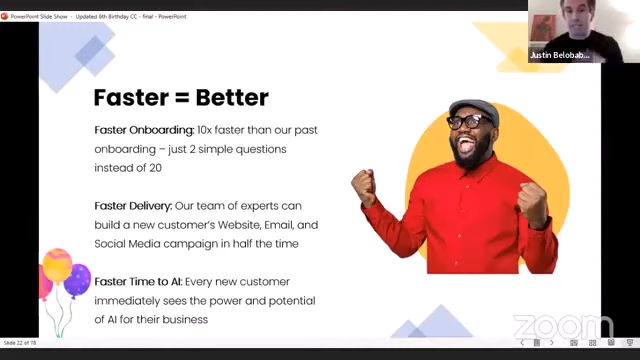 PowerPoint Slide Show - Updated 6th Birthday CC - final - PowerPoint
Justin Belobab...
Faster = Better
Faster Onboarding: 10x faster than our past
onboarding – just 2 simple questions
instead of 20
Faster Delivery: Our team of experts can
build a new customer's Website, Email, and
Social Media campaign in half the time
Faster Time to AI: Every new customer
immediately sees the power and potential
of AI for their business
Slide 22 of 78
zoom